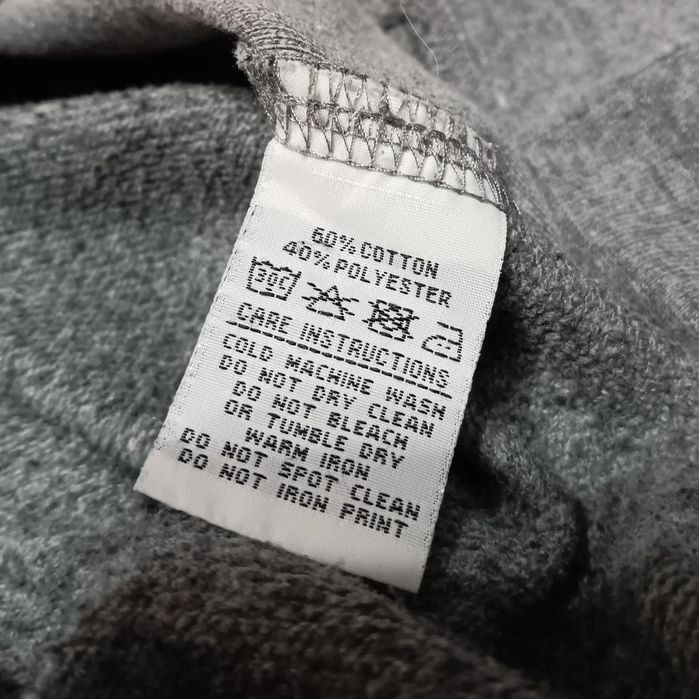 60% COTTON
40% POLYESTER
30C
CARE INSTRUCTIONS
COLD MACHINE WASH
DO NOT DRY CLEAN
DO NOT BLEACH
OR TUMBLE DRY
WARM IRON
DO NOT SPOT CLEAN
DO NOT IRON PRINT